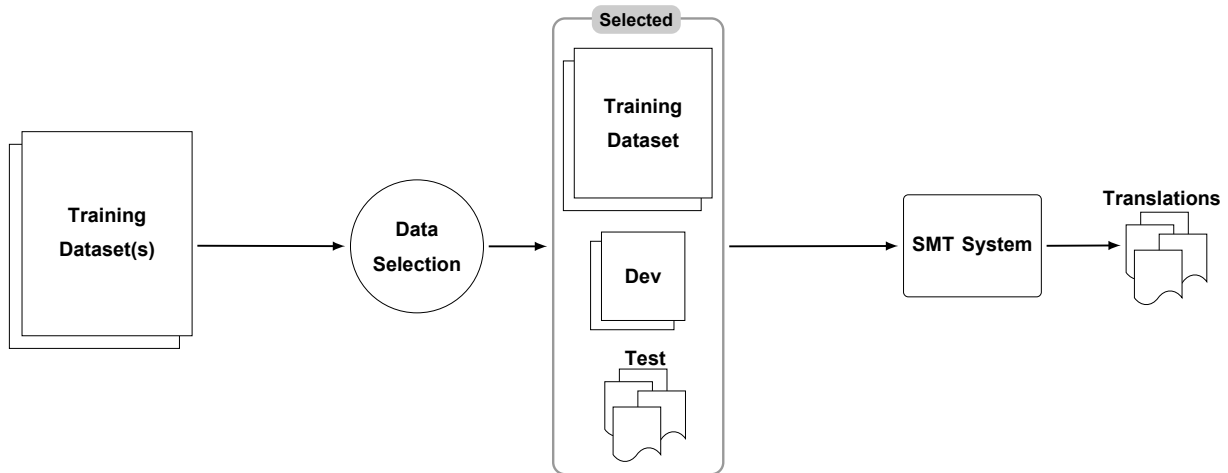 Selected
Training
Dataset(s)
Data
Selection
Training
Dataset
Dev
Test
SMT System
Translations